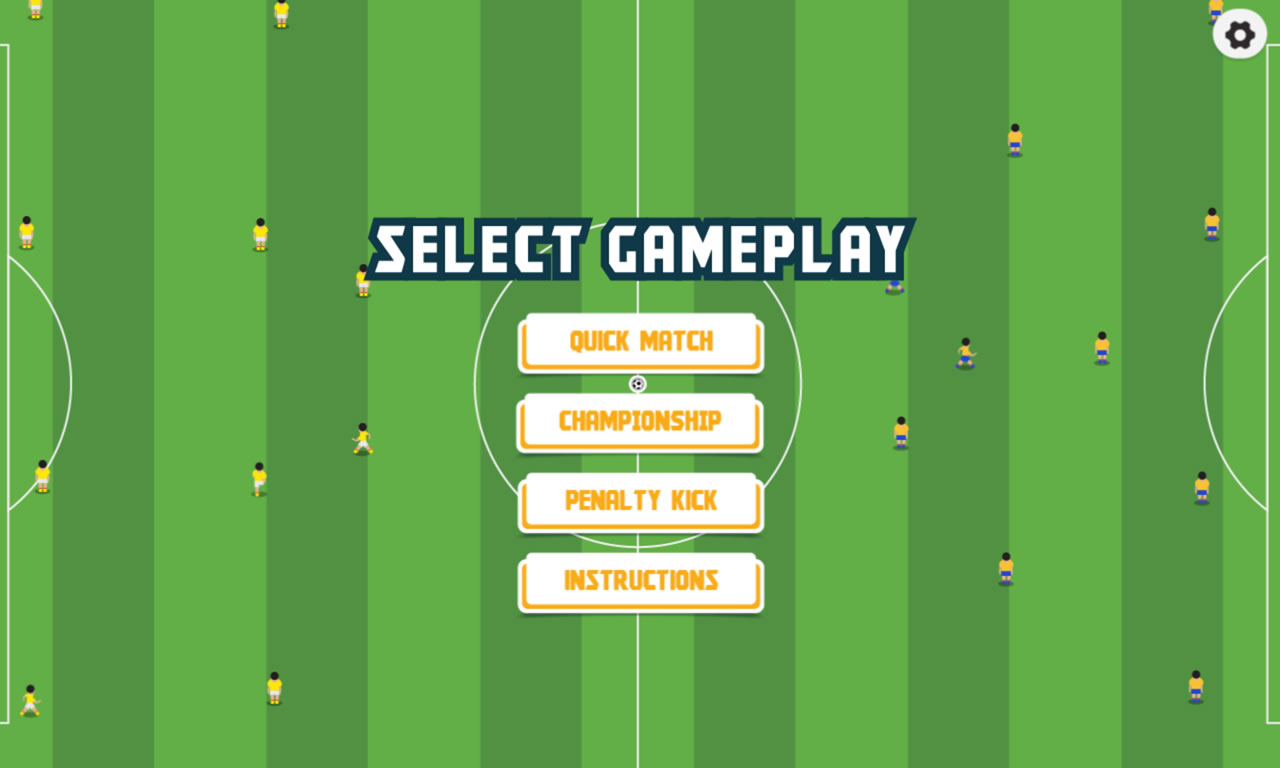 SELECT GAMEPLAY
QUICK MATCH
CHAMPIONSHIP
PENALTY KICK
INSTRUCTIONS